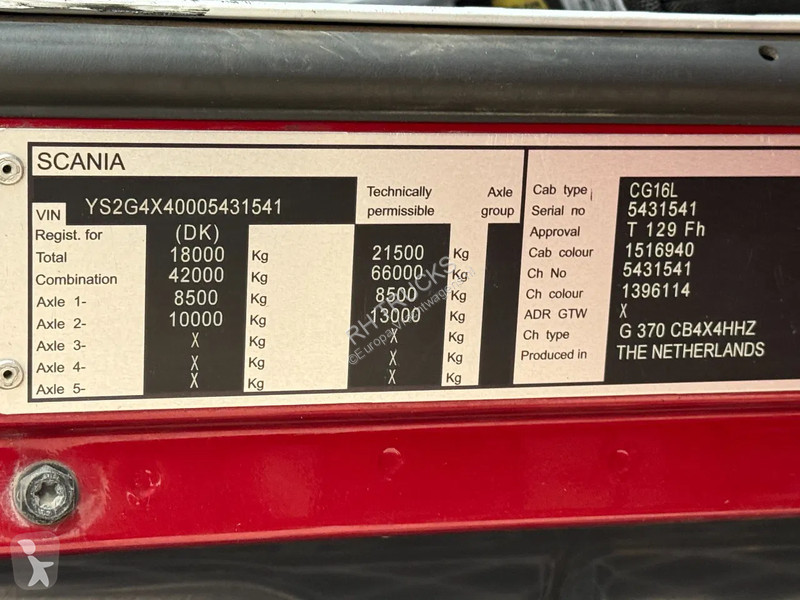 SCANIA
VIN YS2G4X40005431541 Technically permissible Axle group
Regist. for (DK)
Total 18000 Kg 21500 Kg
Combination 42000 Kg 66000 Kg
Axle 1- 8500 Kg 8500 Kg
Axle 2- 10000 Kg 13000 Kg
Axle 3- X Kg X Kg
Axle 4- X Kg X Kg
Axle 5- X Kg X Kg
Cab type CG16L
Serial no 5431541
Approval T 129 Fh
Cab colour 1516940
Ch No 5431541
Ch colour 1396114
ADR GTW X
Ch type G 370 CB4X4HHZ
Produced in THE NETHERLANDS
RHTRUCKS